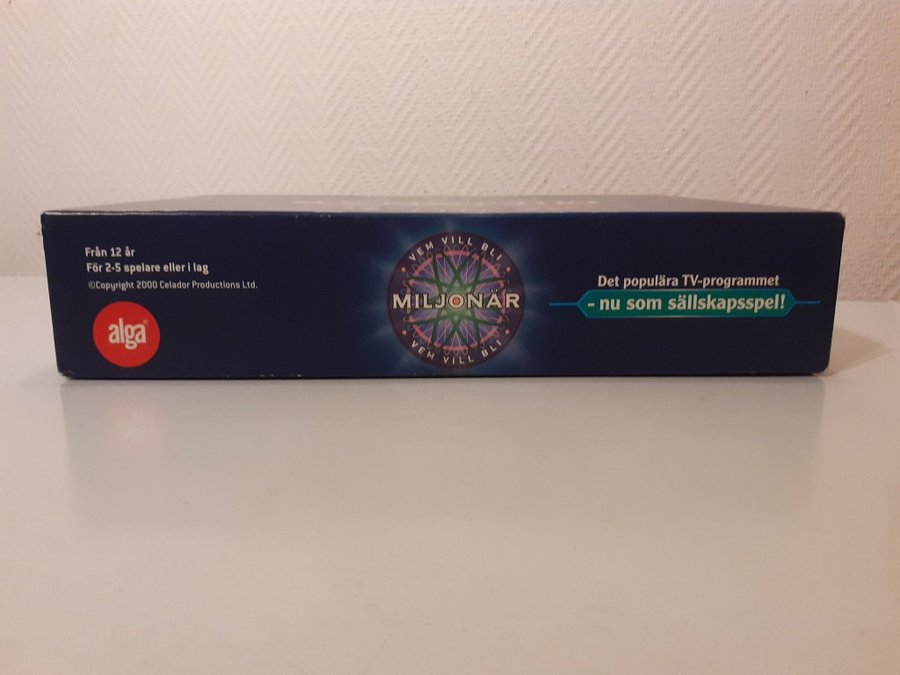 Från 12 år
För 2-5 spelare eller i lag
©Copyright 2000 Celador Productions Ltd.
alga®
VEM VILL BLI
MILJONÄR
VEM VILL BLI
Det populära TV-programmet
- nu som sällskapsspel!